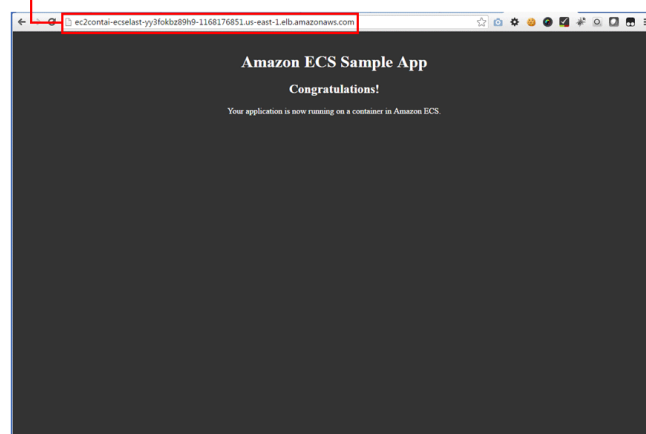 ec2contai-ecselast-yy3fokbz89h9-1168176851.us-east-1.elb.amazonaws.com
Amazon ECS Sample App
Congratulations!
Your application is now running on a container in Amazon ECS.